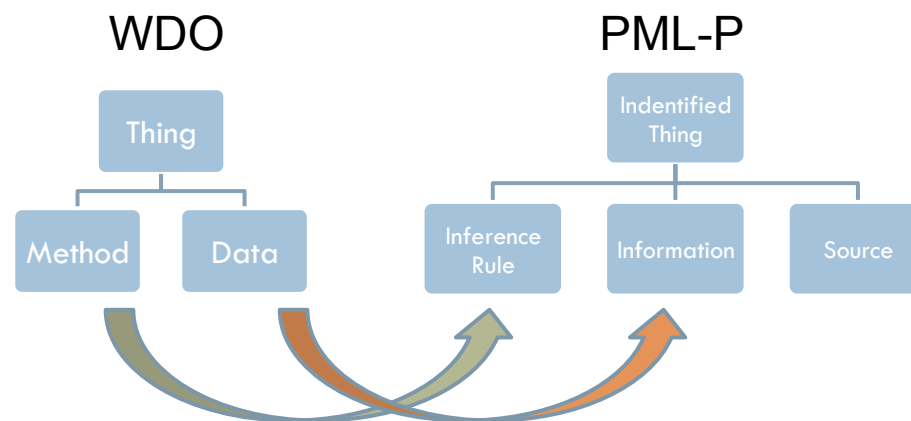 WDO
PML-P
Thing
Method
Data
Indentified
Thing
Inference
Rule
Information
Source